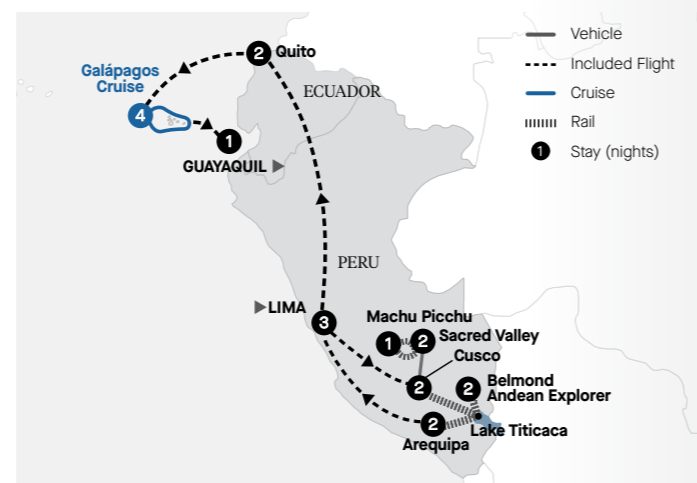 Vehicle
Included Flight
Cruise
Rail
1 Stay (nights)
2 Quito
Galápagos
Cruise
4
ECUADOR
1
GUAYAQUIL
PERU
LIMA
3
Machu Picchu
1
2 Sacred Valley
Cusco
2
2 Belmond
Andean Explorer
2
Lake Titicaca
Arequipa